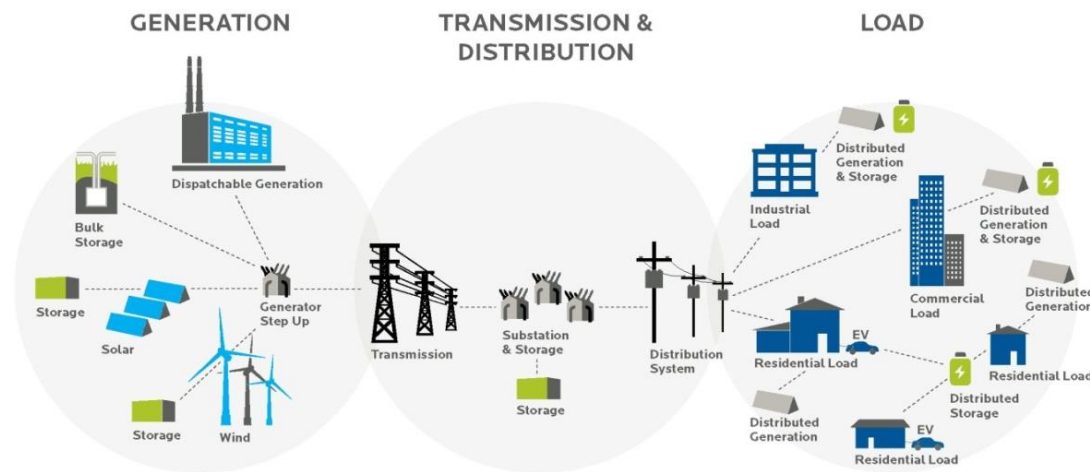 GENERATION
TRANSMISSION &
DISTRIBUTION
LOAD
Dispatchable Generation
Bulk
Storage
Storage
Solar
Generator
Step Up
Storage
Wind
Transmission
Substation
& Storage
Storage
Distribution
System
Distributed
Generation
& Storage
Industrial
Load
Distributed
Generation
& Storage
Commercial
Load
Distributed
Generation
EV
Residential Load
Residential Load
Distributed
Storage
Distributed
Generation
EV
Residential Load